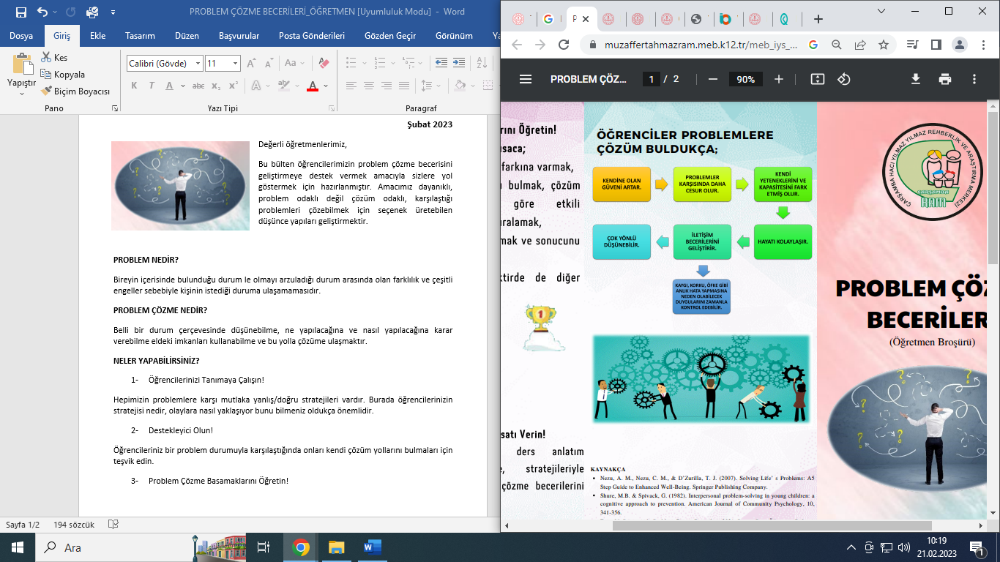 PROBLEM ÇÖZME BECERİLERİ_ÖĞRETMEN [Uyumluluk Modu] - Word
Dosya Giriş Ekle Tasarım Düzen Başvurular Posta Gönderileri Gözden Geçir Görünüm
Yapıştır
Kes
Kopyala
Biçim Boyacısı
Calibri (Gövde) 11
K T A abc x₂ x²
Pano Yazı Tipi Paragraf
Şubat 2023
Değerli öğretmenlerimiz,
Bu bülten öğrencilerimizin problem çözme becerisini
geliştirmeye destek vermek amacıyla sizlere yol
göstermek için hazırlanmıştır. Amacımız dayanıklı,
problem odaklı değil çözüm odaklı, karşılaştığı
problemleri çözebilmek için seçenek üretebilen
düşünce yapıları geliştirmektir.
PROBLEM NEDİR?
Bireyin içerisinde bulunduğu durum le olmayı arzuladığı durum arasında olan farklılık ve çeşitli
engeller sebebiyle kişinin istediği duruma ulaşamamasıdır.
PROBLEM ÇÖZME NEDİR?
Belli bir durum çerçevesinde düşünebilme, ne yapılacağına ve nasıl yapılacağına karar
verebilme eldeki imkanları kullanabilme ve bu yolla çözüme ulaşmaktır.
NELER YAPABİLİRSİNİZ?
1- Öğrencilerinizi Tanımaya Çalışın!
Hepimizin problemlere karşı mutlaka yanlış/doğru stratejileri vardır. Burada öğrencilerinizin
stratejisi nedir, olaylara nasıl yaklaşıyor bunu bilmeniz oldukça önemlidir.
2- Destekleyici Olun!
Öğrencileriniz bir problem durumuyla karşılaştığında onları kendi çözüm yollarını bulmaları için
teşvik edin.
3- Problem Çözme Basamaklarını Öğretin!
Sayfa 1/2 194 sözcük
muzaffertahmazram.meb.k12.tr/meb_iys_...
PROBLEM ÇÖZ... 1 / 2 90%
rını Öğretin!
saca;
farkına varmak,
bulmak, çözüm
göre etkili
ıralamak,
mak ve sonucunu
ktirde de diğer
1
satı Verin!
ders anlatım
stratejileriyle
çözme becerilerini
ÖĞRENCİLER PROBLEMLERE
ÇÖZÜM BULDUKÇA;
KENDİNE OLAN
GÜVENİ ARTAR.
PROBLEMLER
KARŞISINDA DAHA
CESUR OLUR.
KENDİ
YETENEKLERİNİ VE
KAPASİTESİNİ FARK
ETMİŞ OLUR.
HAYATI KOLAYLAŞIR.
İLETİŞİM
BECERİLERİNİ
GELİŞTİRİR.
ÇOK YÖNLÜ
DÜŞÜNEBİLİR.
KAYGI, KORKU, ÖFKE GİBİ
ANLIK HATA YAPMASINA
NEDEN OLABİLECEK
DUYGULARINI ZAMANLA
KONTROL EDEBİLİR.
KAYNAKÇA
• Nezu, A. M., Nezu, C. M., & D'Zurilla, T. J. (2007). Solving Life' s Problems: A5
Step Guide to Enhanced Well-Being. Springer Publishing Company.
• Shure, M.B. & Spivack, G. (1982). Interpersonal problem-solving in young children: a
cognitive approach to prevention. American Journal of Community Psychology, 10,
341-356.
ÇARŞAMBA HACI YILMAZ YILMAZ REHBERLİK VE ARAŞTIRMA MERKEZİ
ÇARŞAMBA
RAM
PROBLEM ÇÖZ
BECERİLER
(Öğretmen Broşürü)
Ara
10:19
21.02.2023
1